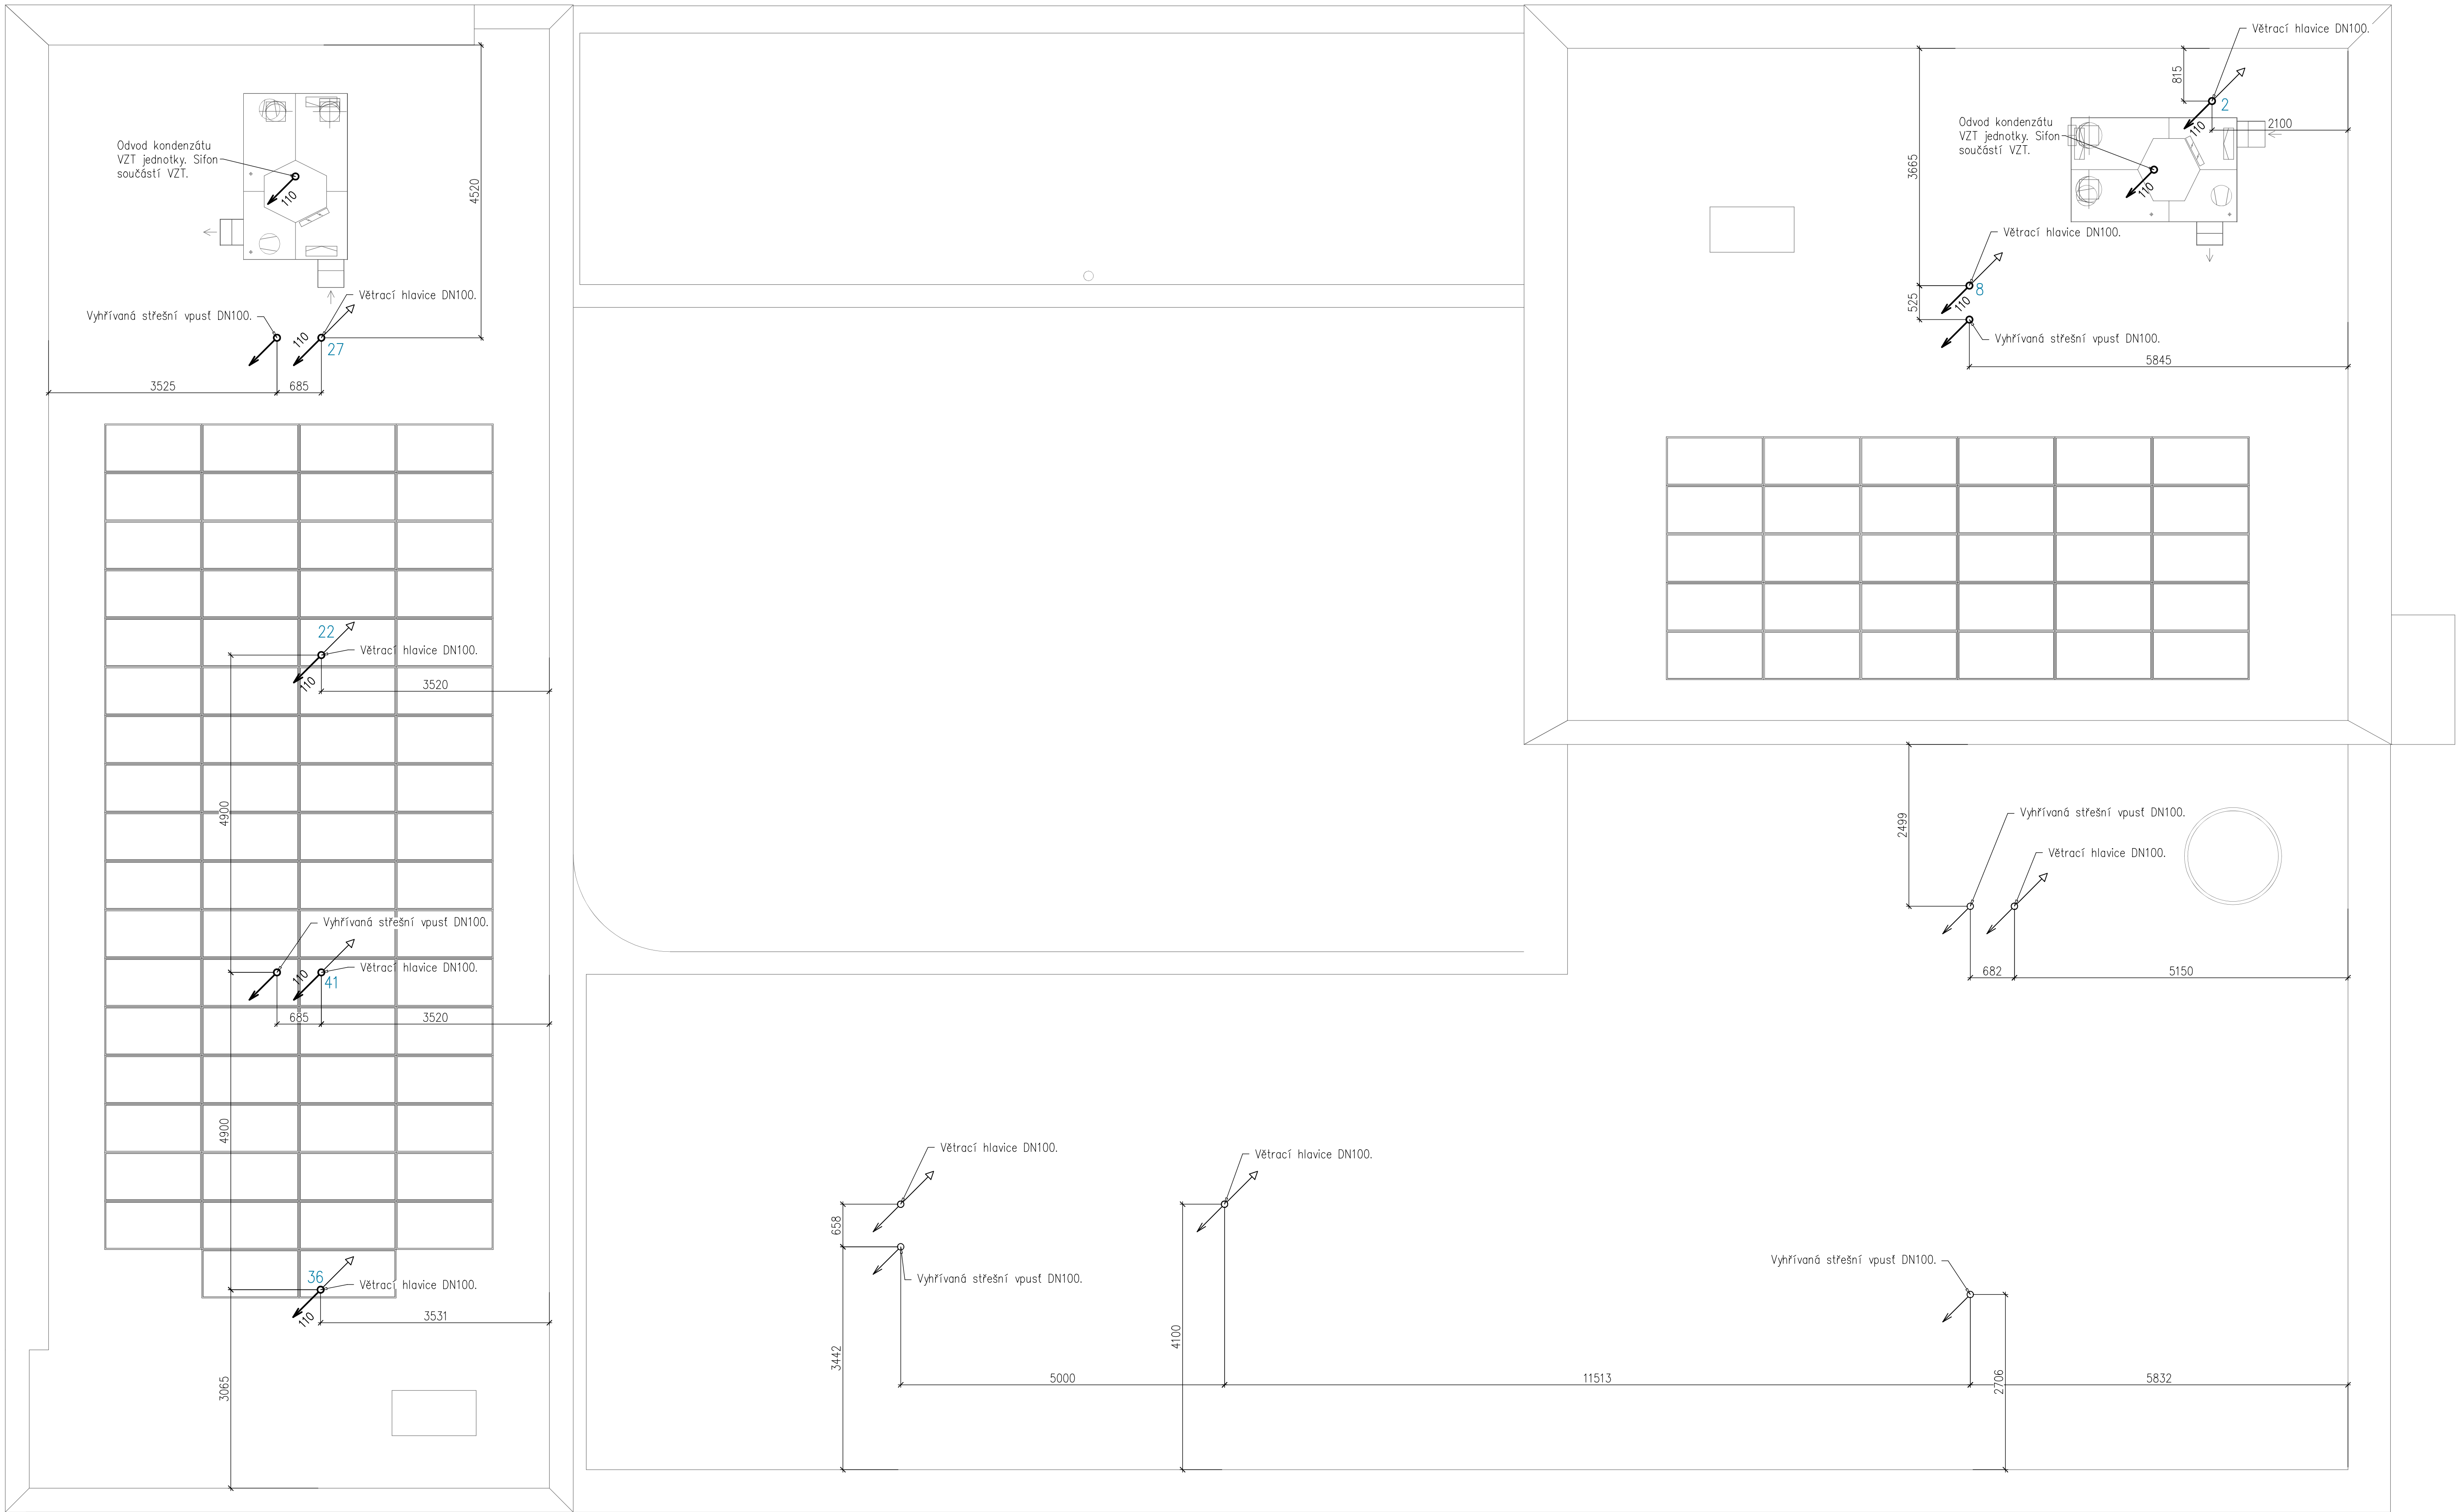 Větrací hlavice DN100.
815
2
Odvod kondenzátu
VZT jednotky. Sifon
součástí VZT.
110
2100
Odvod kondenzátu
VZT jednotky. Sifon
součástí VZT.
110
3665
4520
110
Větrací hlavice DN100.
8
110
525
Větrací hlavice DN100.
Vyhřívaná střešní vpusť DN100.
110
27
Vyhřívaná střešní vpusť DN100.
5845
3525
685
22
Větrací hlavice DN100.
110
3520
4900
2499
Vyhřívaná střešní vpusť DN100.
Větrací hlavice DN100.
Vyhřívaná střešní vpusť DN100.
110
Větrací hlavice DN100.
41
682
5150
685
3520
4900
Větrací hlavice DN100.
Větrací hlavice DN100.
658
Vyhřívaná střešní vpusť DN100.
Vyhřívaná střešní vpusť DN100.
36
Větrací hlavice DN100.
110
3531
3442
4100
3065
5000
11513
2706
5832